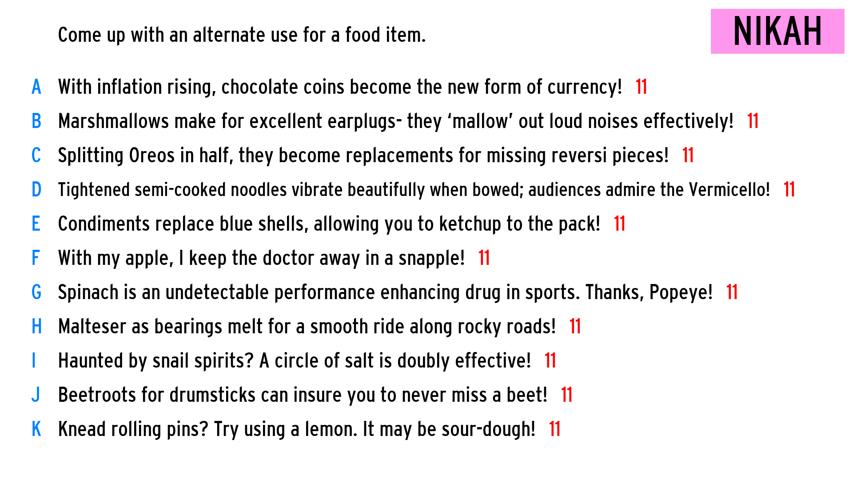 Come up with an alternate use for a food item.
NIKAH
A With inflation rising, chocolate coins become the new form of currency! 11
B Marshmallows make for excellent earplugs- they ‘mallow’ out loud noises effectively! 11
C Splitting Oreos in half, they become replacements for missing reversi pieces! 11
D Tightened semi-cooked noodles vibrate beautifully when bowed; audiences admire the Vermicello! 11
E Condiments replace blue shells, allowing you to ketchup to the pack! 11
F With my apple, I keep the doctor away in a snapple! 11
G Spinach is an undetectable performance enhancing drug in sports. Thanks, Popeye! 11
H Malteser as bearings melt for a smooth ride along rocky roads! 11
I Haunted by snail spirits? A circle of salt is doubly effective! 11
J Beetroots for drumsticks can insure you to never miss a beet! 11
K Knead rolling pins? Try using a lemon. It may be sour-dough! 11